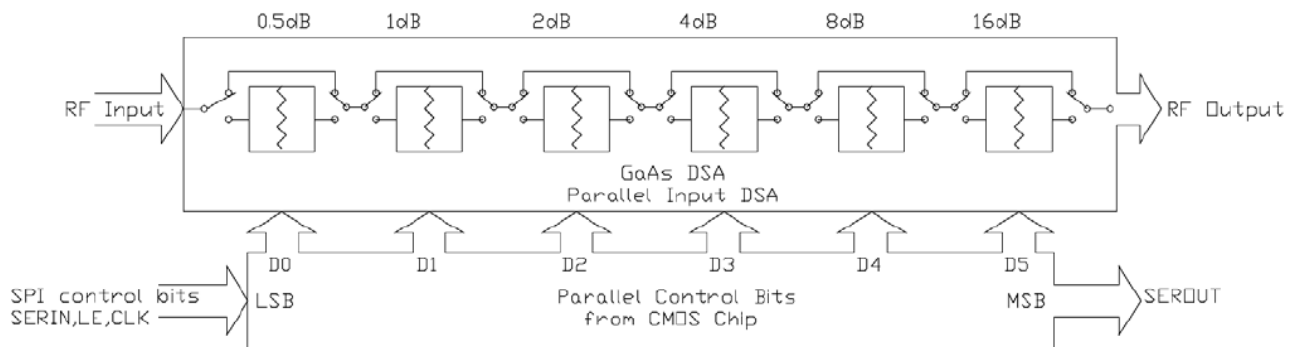 0.5dB 1dB 2dB 4dB 8dB 16dB
RF Input
RF Output
GaAs DSA
Parallel Input DSA
D0 D1 D2 D3 D4 D5
SPI control bits
SERIN,LE,CLK
LSB
Parallel Control Bits
from CMOS Chip
MSB
SEROUT